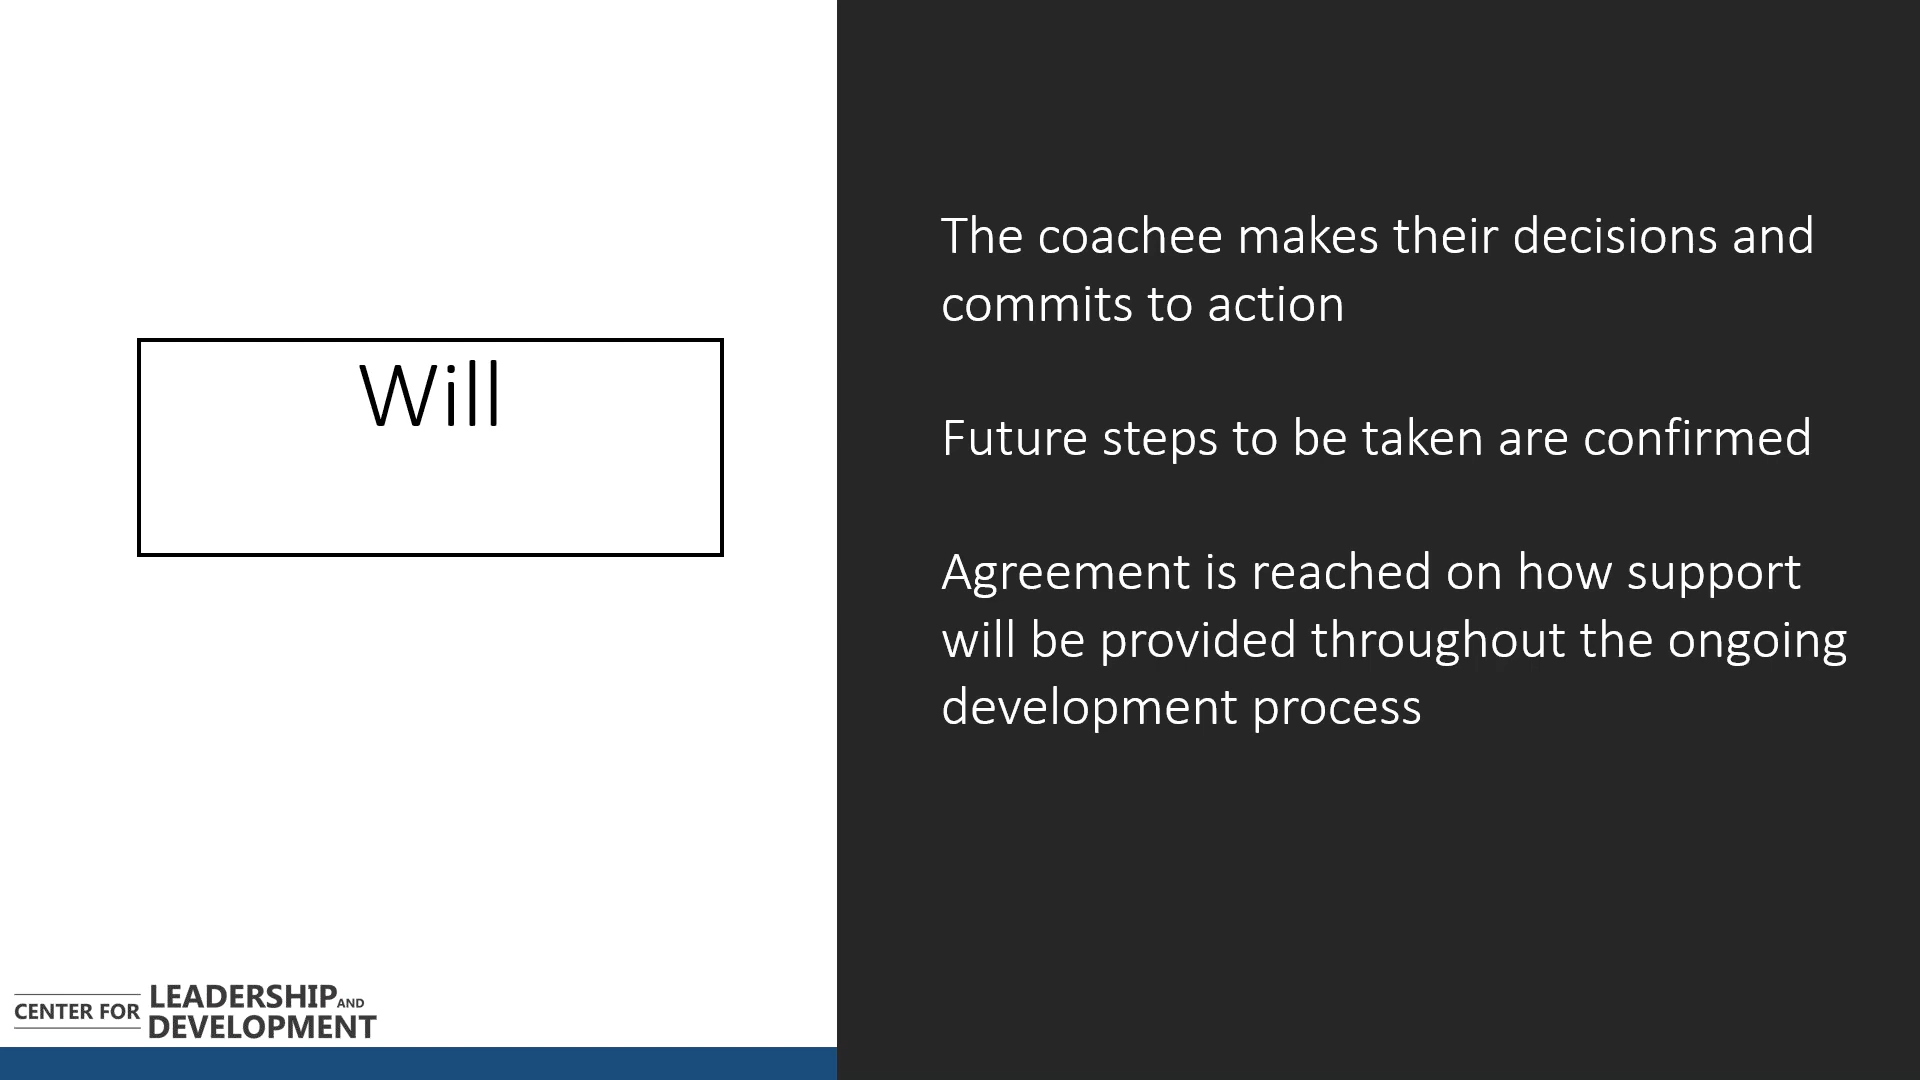 Will
The coachee makes their decisions and
commits to action
Future steps to be taken are confirmed
Agreement is reached on how support
will be provided throughout the ongoing
development process
CENTER FOR LEADERSHIP AND
DEVELOPMENT